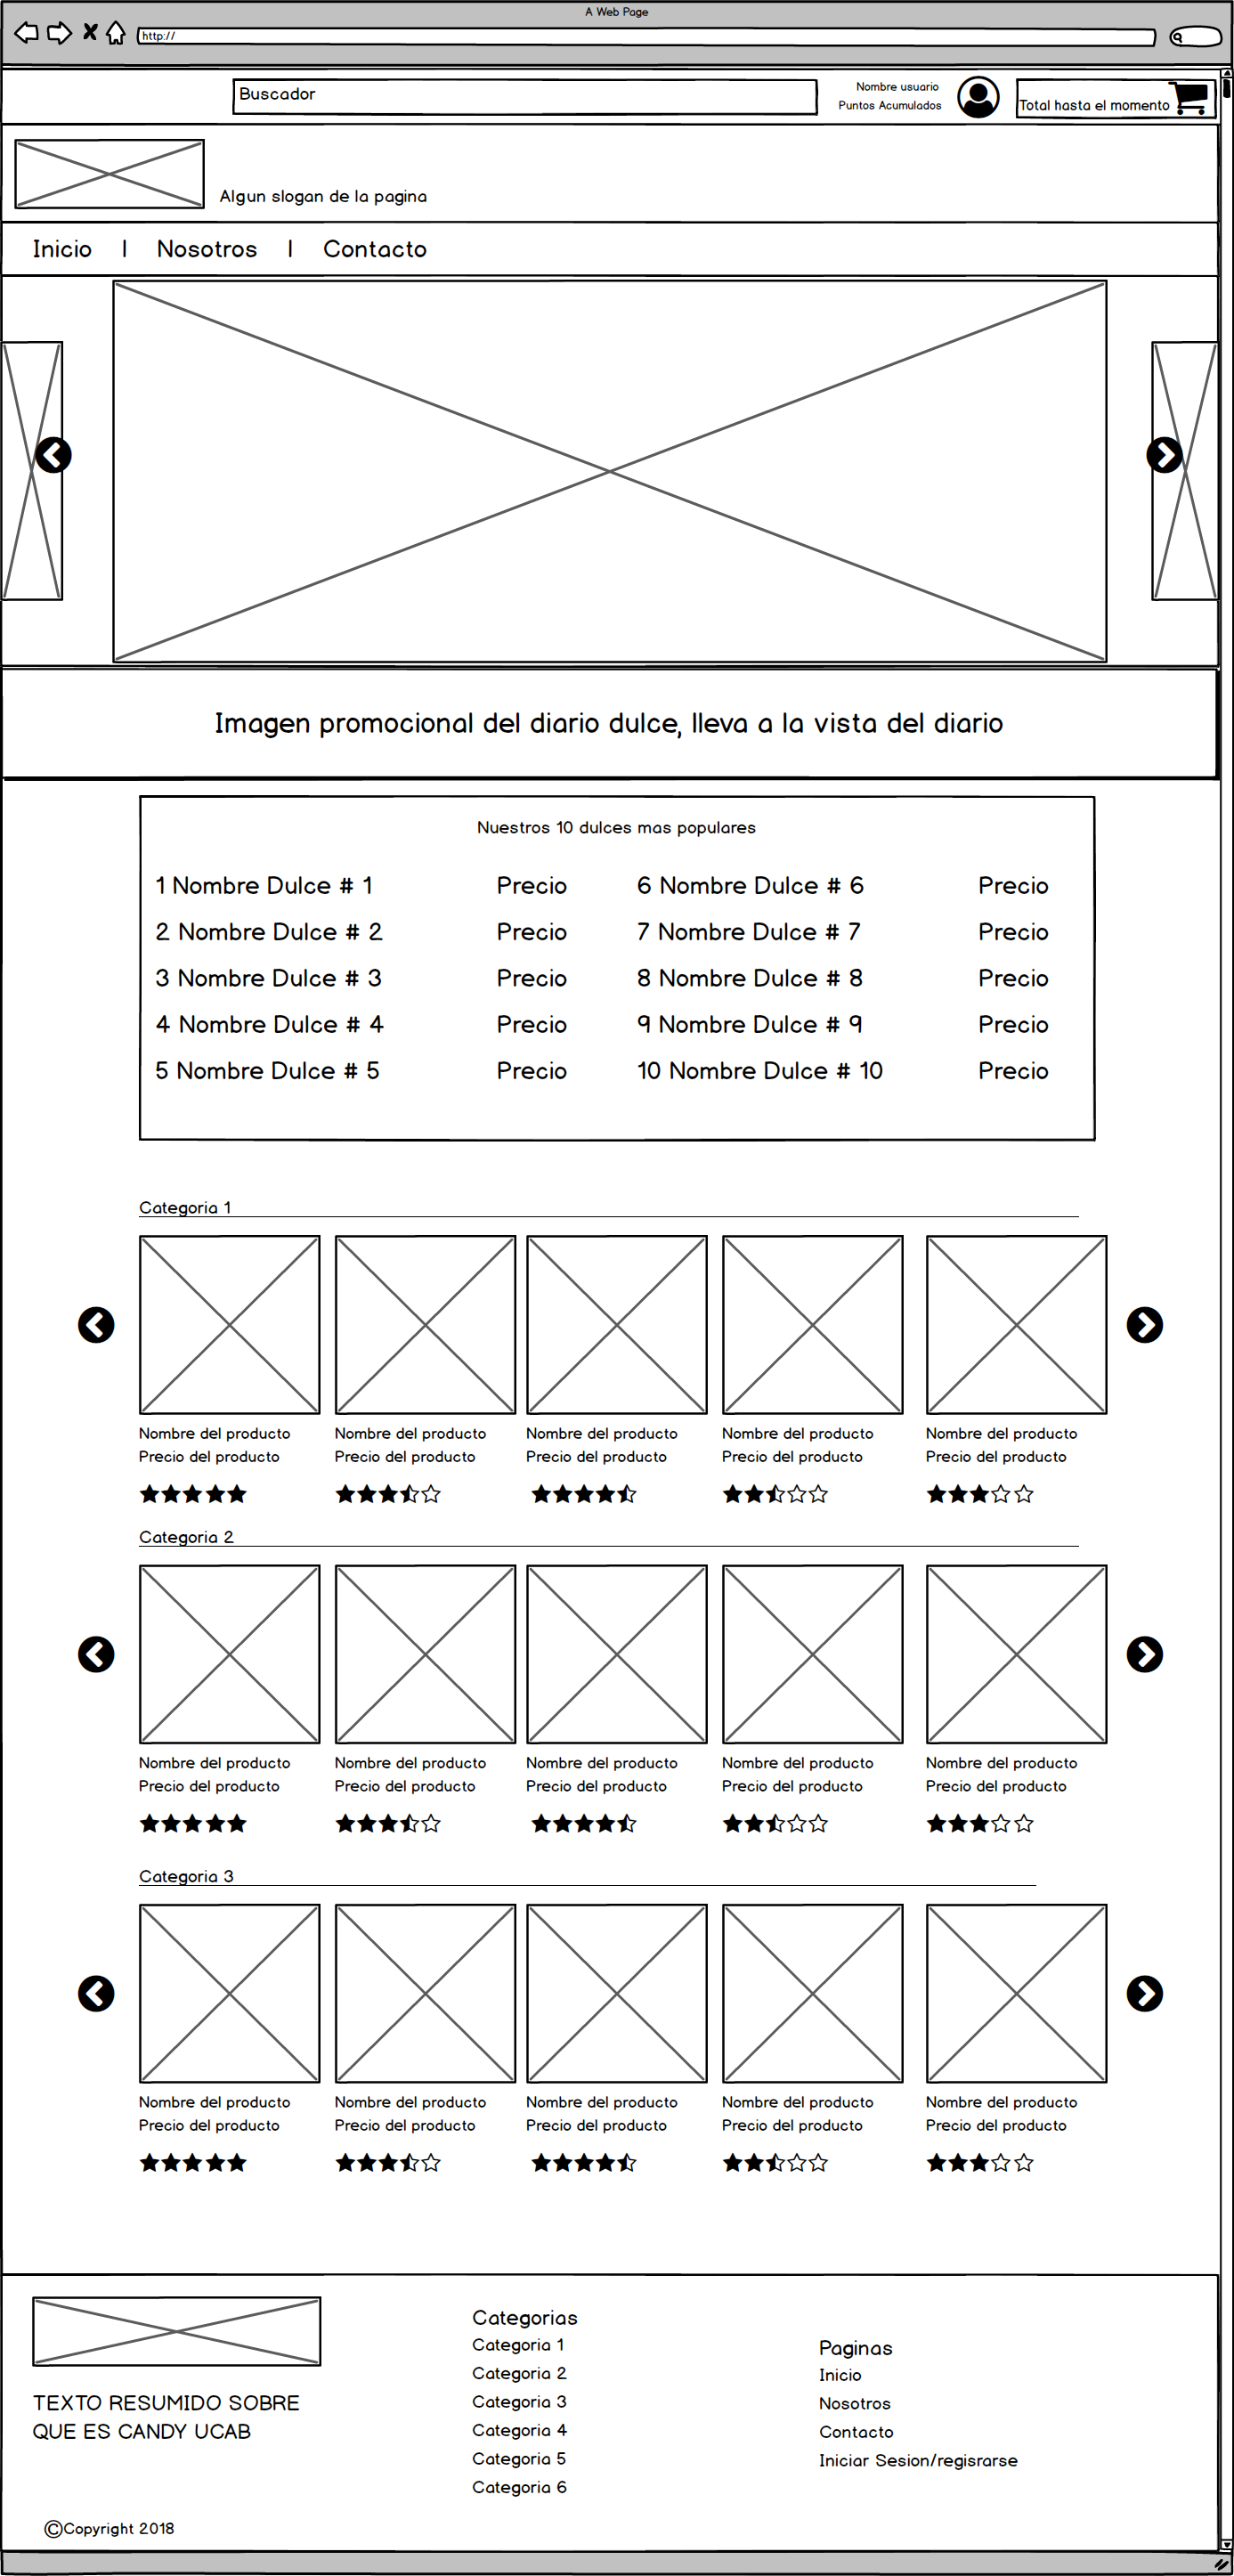 A Web Page
http://
Buscador
Nombre usuario
Puntos Acumulados
Total hasta el momento
Algun slogan de la pagina
Inicio | Nosotros | Contacto
Imagen promocional del diario dulce, lleva a la vista del diario
Nuestros 10 dulces mas populares
1 Nombre Dulce # 1 Precio 6 Nombre Dulce # 6 Precio
2 Nombre Dulce # 2 Precio 7 Nombre Dulce # 7 Precio
3 Nombre Dulce # 3 Precio 8 Nombre Dulce # 8 Precio
4 Nombre Dulce # 4 Precio 9 Nombre Dulce # 9 Precio
5 Nombre Dulce # 5 Precio 10 Nombre Dulce # 10 Precio
Categoria 1
Nombre del producto Nombre del producto Nombre del producto Nombre del producto Nombre del producto
Precio del producto Precio del producto Precio del producto Precio del producto Precio del producto
Categoria 2
Nombre del producto Nombre del producto Nombre del producto Nombre del producto Nombre del producto
Precio del producto Precio del producto Precio del producto Precio del producto Precio del producto
Categoria 3
Nombre del producto Nombre del producto Nombre del producto Nombre del producto Nombre del producto
Precio del producto Precio del producto Precio del producto Precio del producto Precio del producto
TEXTO RESUMIDO SOBRE
QUE ES CANDY UCAB
Categorias
Categoria 1
Categoria 2
Categoria 3
Categoria 4
Categoria 5
Categoria 6
Paginas
Inicio
Nosotros
Contacto
Iniciar Sesion/regisrarse
©Copyright 2018